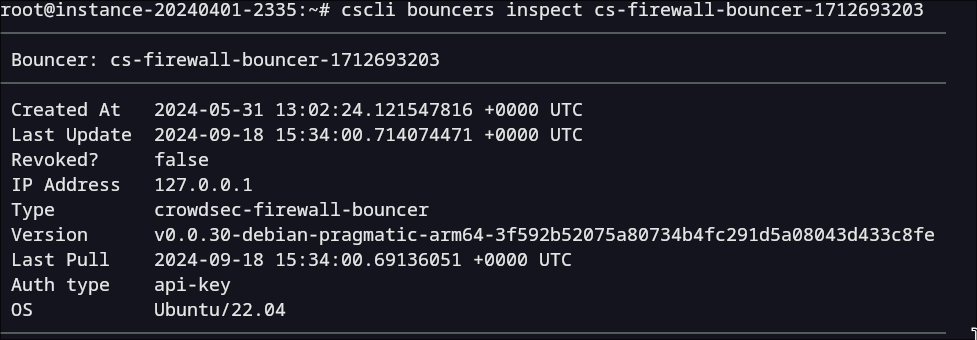 root@instance-20240401-2335:~# cscli bouncers inspect cs-firewall-bouncer-1712693203
Bouncer: cs-firewall-bouncer-1712693203
Created At 2024-05-31 13:02:24.121547816 +0000 UTC
Last Update 2024-09-18 15:34:00.714074471 +0000 UTC
Revoked? false
IP Address 127.0.0.1
Type crowdsec-firewall-bouncer
Version v0.0.30-debian-pragmatic-arm64-3f592b52075a80734b4fc291d5a08043d433c8fe
Last Pull 2024-09-18 15:34:00.69136051 +0000 UTC
Auth type api-key
OS Ubuntu/22.04